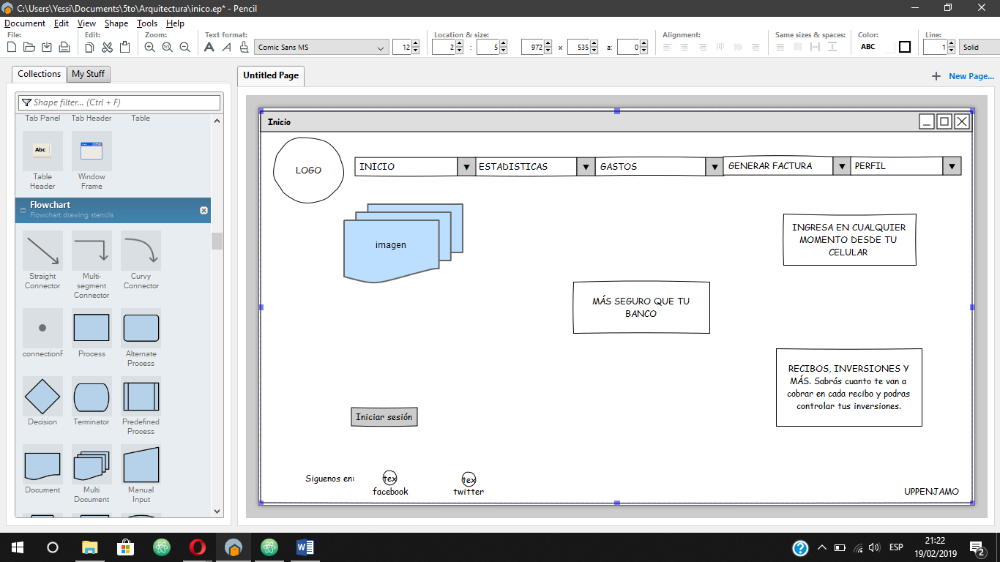 C:\Users\Yessi\Documents\5to\Arquitectura\inico.ep* - Pencil
Document Edit View Shape Tools Help
File: Edit: Zoom: Text format: Location & size: Alignment: Same sizes & spaces: Color: Line:
Comic Sans MS 12 2 : 5 972 x 535 a: 0 ABC 1 Solid
Collections My Stuff
Untitled Page
New Page...
Shape filter... (Ctrl + F)
Tab Panel Tab Header Table
Abc
Table Header
Window Frame
Flowchart
Flowchart drawing stencils
Straight Connector
Multi-segment Connector
Curvy Connector
connectionP
Process
Alternate Process
Decision
Terminator
Predefined Process
Document
Multi Document
Manual Input
Inicio
LOGO
INICIO
ESTADISTICAS
GASTOS
GENERAR FACTURA
PERFIL
imagen
INGRESA EN CUALQUIER
MOMENTO DESDE TU
CELULAR
MÁS SEGURO QUE TU
BANCO
RECIBOS, INVERSIONES Y
MÁS. Sabrás cuanto te van a
cobrar en cada recibo y podras
controlar tus inversiones.
Iniciar sesión
Siguenos en:
tex
facebook
tex
twitter
UPPENJAMO
ESP
21:22
19/02/2019
2